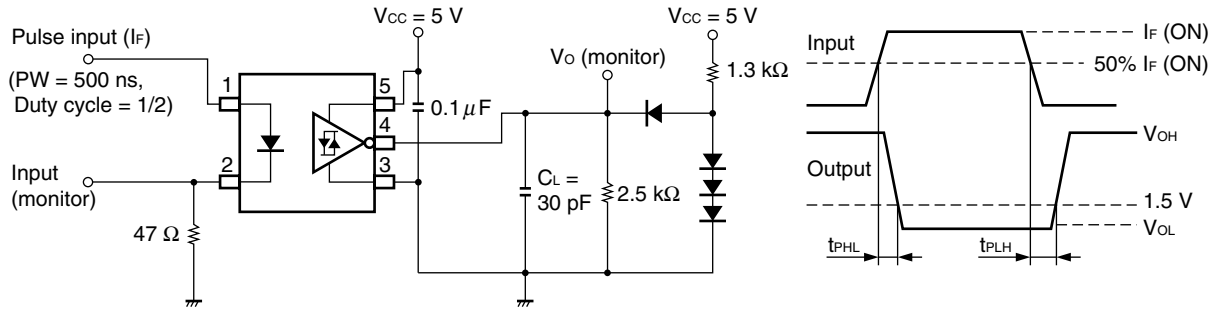 Pulse input (IF)
(PW = 500 ns,
Duty cycle = 1/2)
Input
(monitor)
47 Ω
1
2
5
4
3
VCC = 5 V
0.1 μF
VO (monitor)
CL =
30 pF
2.5 kΩ
VCC = 5 V
1.3 kΩ
Input
IF (ON)
50% IF (ON)
Output
VOH
1.5 V
VOL
tPHL
tPLH